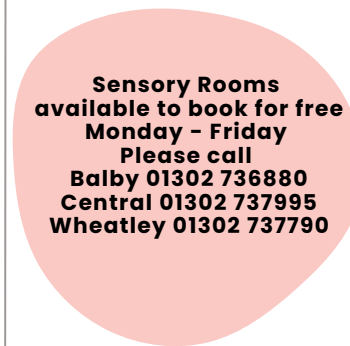 Sensory Rooms
available to book for free
Monday - Friday
Please call
Balby 01302 736880
Central 01302 737995
Wheatley 01302 737790